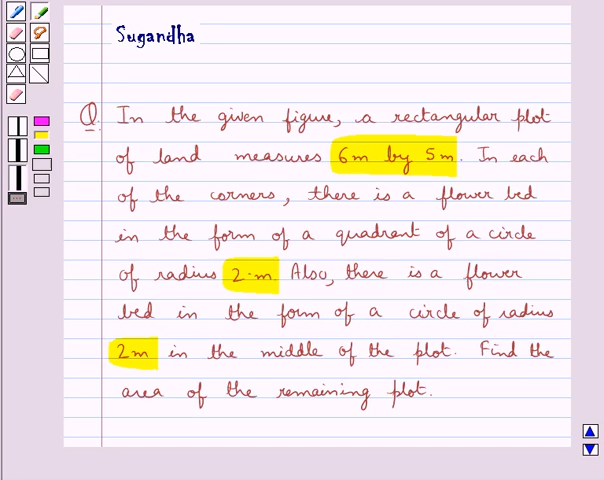 Sugandha
Q. In the given figure, a rectangular plot
of land measures 6m by 5m. In each
of the corners, there is a flower bed
in the form of a quadrant of a circle
of radius 2·m. Also, there is a flower
bed in the form of a circle of radius
2m in the middle of the plot. Find the
area of the remaining plot.